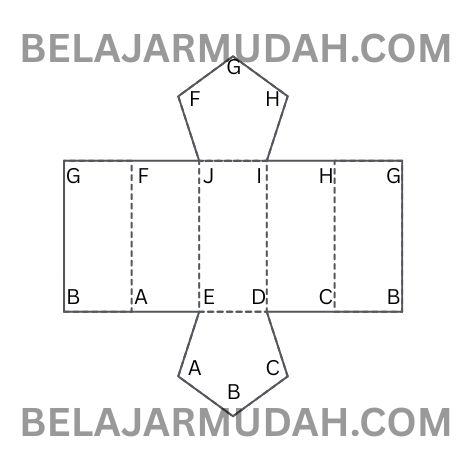 BELAJARMUDAH.COM
G
F H
G F J I H G
B A E D C B
A C
B
BELAJARMUDAH.COM